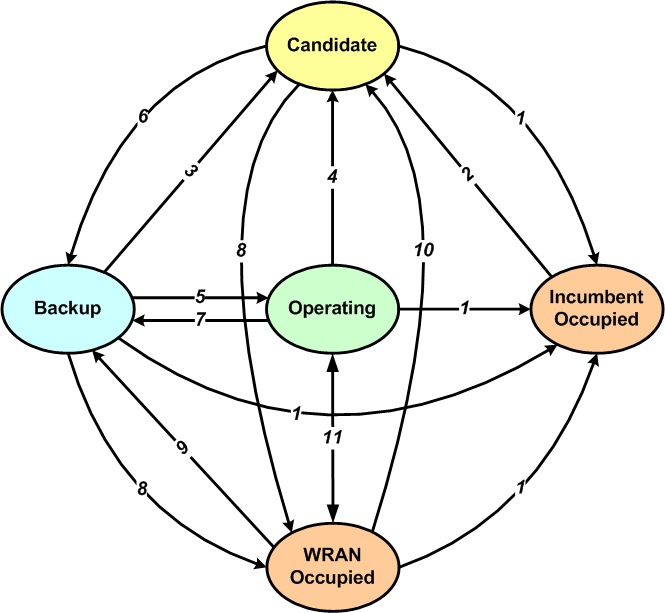 Candidate
6
1
3
4
2
8
10
Backup
5
7
Operating
1
Incumbent
Occupied
1
11
9
8
1
WRAN
Occupied